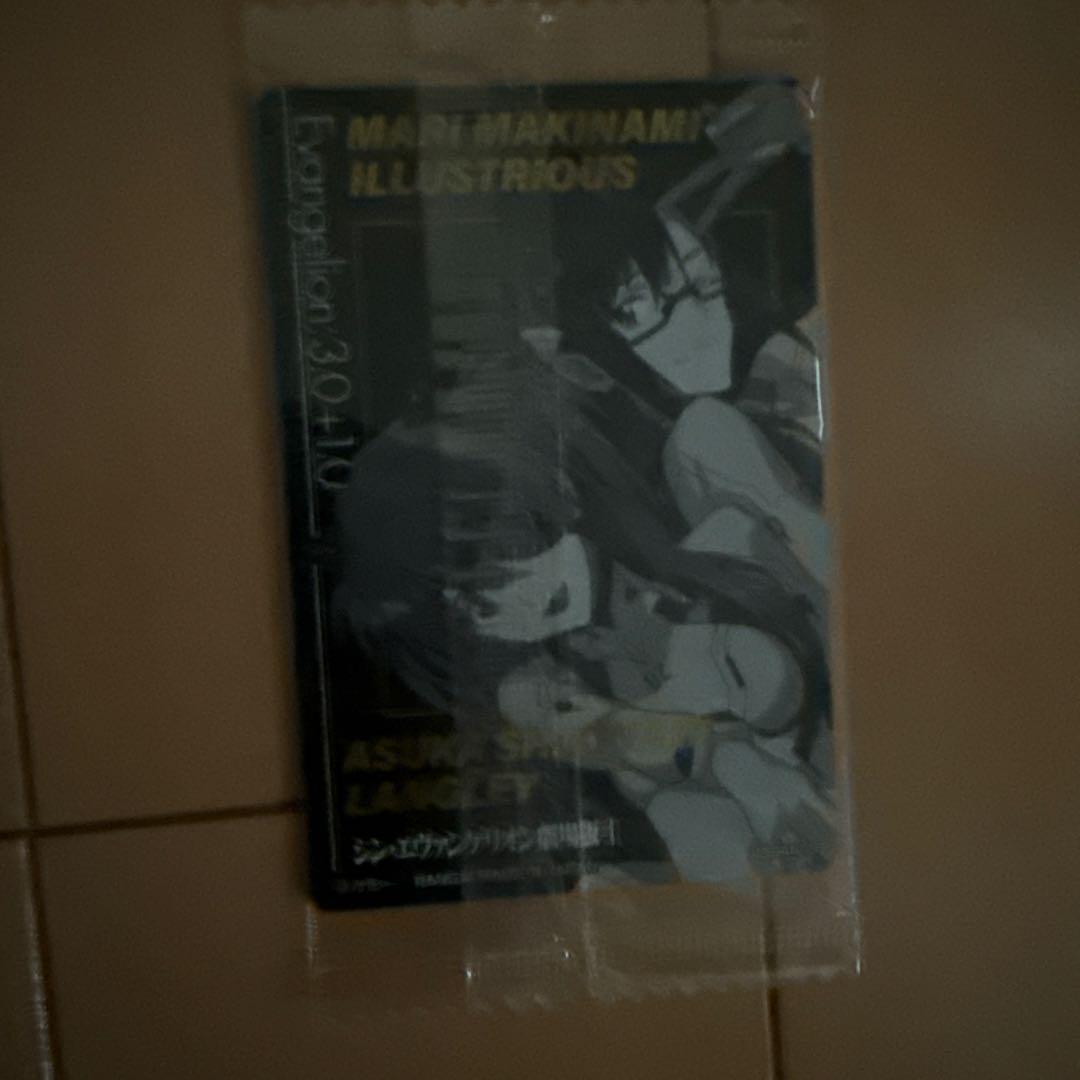 MARI MAKINAMI
ILLUSTRIOUS
Evangelion:3.0+1.0
ASUKA
LANGLEY
シン・エヴァンゲリオン劇場版